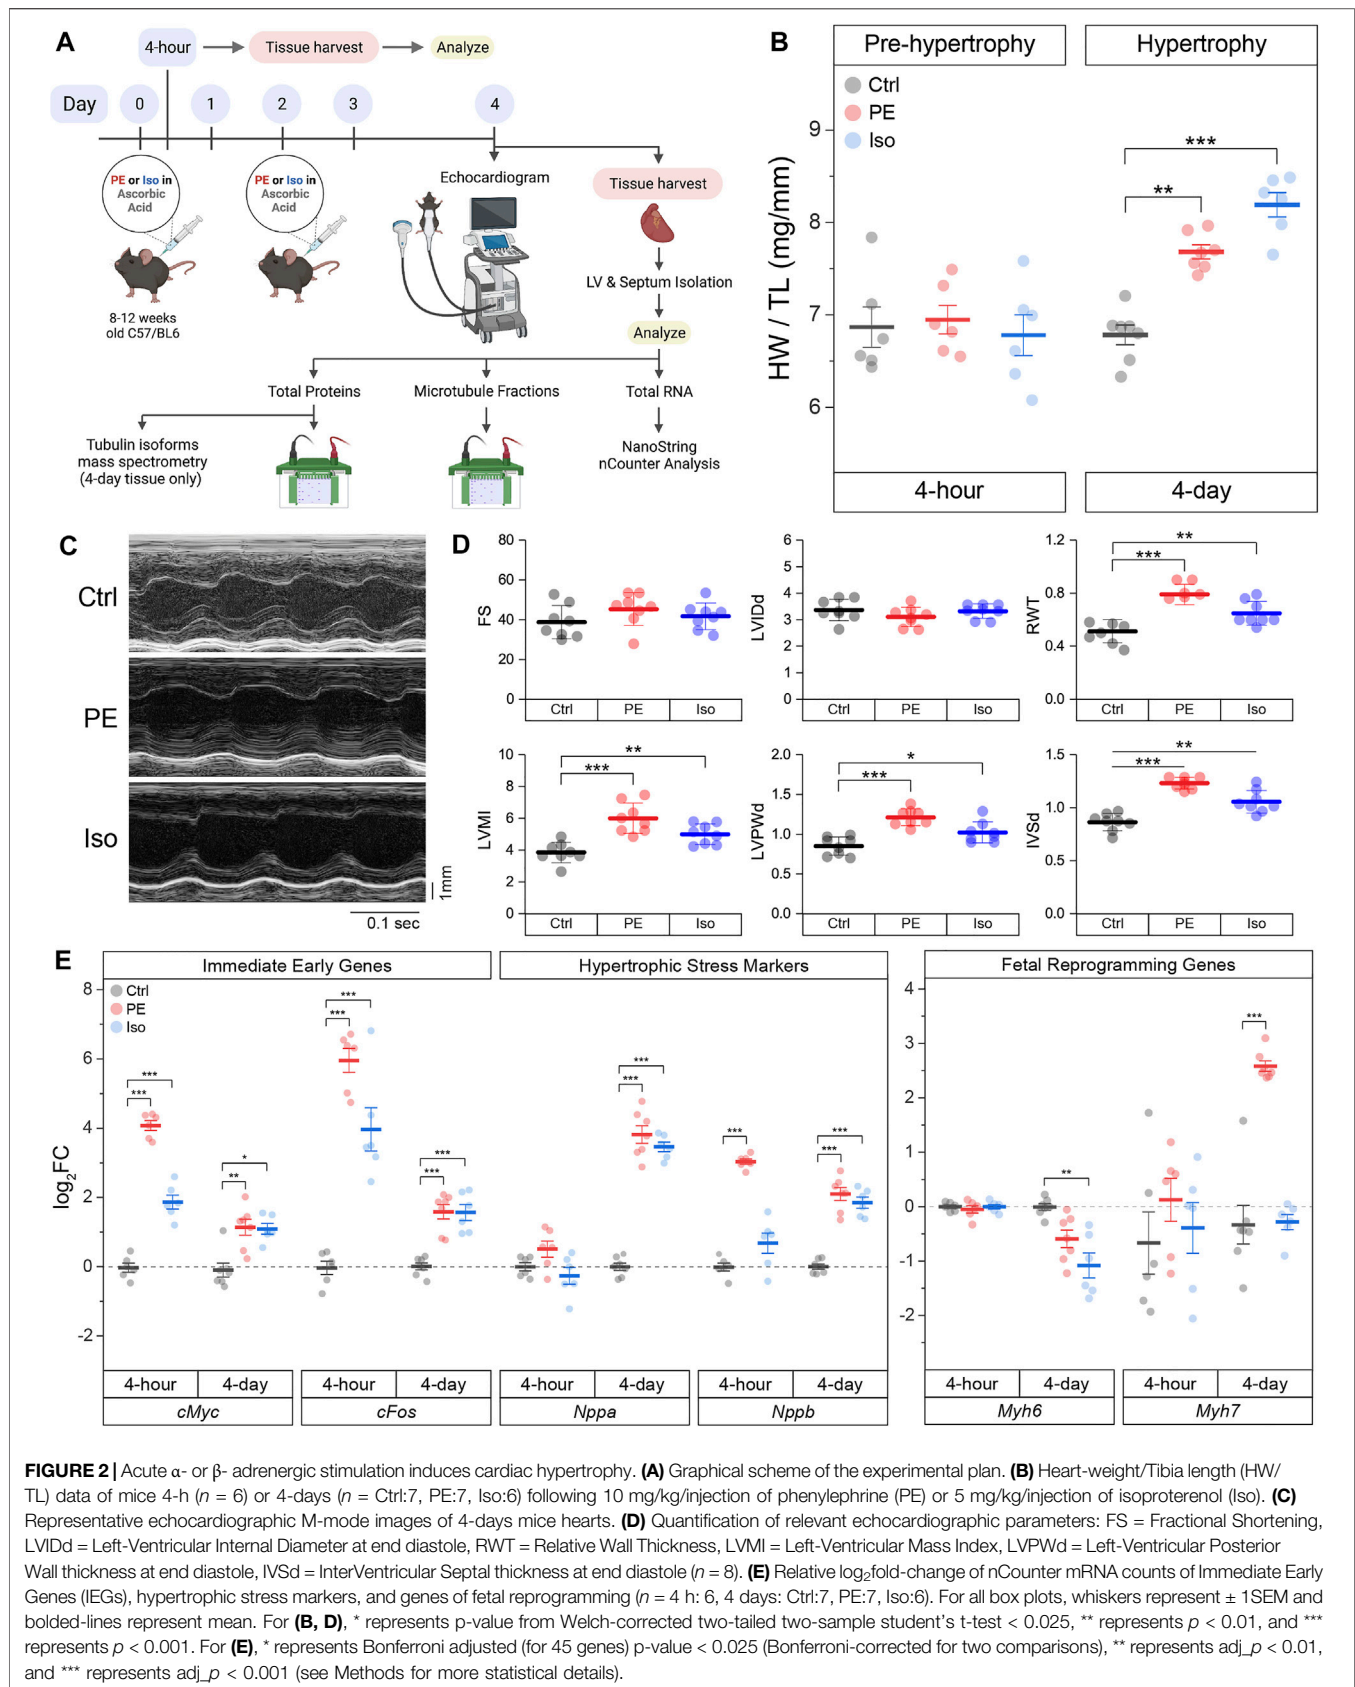 A
4-hour
Tissue harvest
Analyze
Day
0
1
2
3
4
PE or Iso in
Ascorbic
Acid
PE or Iso in
Ascorbic
Acid
8-12 weeks
old C57/BL6
Echocardiogram
Tissue harvest
LV & Septum Isolation
Analyze
Total Proteins
Microtubule Fractions
Total RNA
Tubulin isoforms
mass spectrometry
(4-day tissue only)
NanoString
nCounter Analysis
B
Pre-hypertrophy
Hypertrophy
Ctrl
PE
Iso
***
**
HW / TL (mg/mm)
9
8
7
6
4-hour
4-day
C
Ctrl
PE
Iso
1mm
0.1 sec
D
FS
80
60
40
20
0
Ctrl PE Iso
LVIDd
6
5
4
3
2
1
0
Ctrl PE Iso
RWT
1.2
0.8
0.4
0.0
**
***
Ctrl PE Iso
LVMI
10
8
6
4
2
0
**
***
Ctrl PE Iso
LVPWd
2.0
1.5
1.0
0.5
0.0
*
***
Ctrl PE Iso
IVSd
1.5
1.0
0.5
0.0
**
***
Ctrl PE Iso
E
Immediate Early Genes
Hypertrophic Stress Markers
Fetal Reprogramming Genes
Ctrl
PE
Iso
log2FC
8
6
4
2
0
-2
***
***
*
**
***
***
***
***
***
***
***
***
***
4
3
2
1
0
-1
-2
**
***
4-hour 4-day 4-hour 4-day 4-hour 4-day 4-hour 4-day 4-hour 4-day 4-hour 4-day
cMyc cFos Nppa Nppb Myh6 Myh7
FIGURE 2 | Acute α- or β- adrenergic stimulation induces cardiac hypertrophy. (A) Graphical scheme of the experimental plan. (B) Heart-weight/Tibia length (HW/
TL) data of mice 4-h (n = 6) or 4-days (n = Ctrl:7, PE:7, Iso:6) following 10 mg/kg/injection of phenylephrine (PE) or 5 mg/kg/injection of isoproterenol (Iso). (C)
Representative echocardiographic M-mode images of 4-days mice hearts. (D) Quantification of relevant echocardiographic parameters: FS = Fractional Shortening,
LVIDd = Left-Ventricular Internal Diameter at end diastole, RWT = Relative Wall Thickness, LVMI = Left-Ventricular Mass Index, LVPWd = Left-Ventricular Posterior
Wall thickness at end diastole, IVSd = InterVentricular Septal thickness at end diastole (n = 8). (E) Relative log2fold-change of nCounter mRNA counts of Immediate Early
Genes (IEGs), hypertrophic stress markers, and genes of fetal reprogramming (n = 4 h: 6, 4 days: Ctrl:7, PE:7, Iso:6). For all box plots, whiskers represent ± 1SEM and
bolded-lines represent mean. For (B, D), * represents p-value from Welch-corrected two-tailed two-sample student's t-test < 0.025, ** represents p < 0.01, and ***
represents p < 0.001. For (E), * represents Bonferroni adjusted (for 45 genes) p-value < 0.025 (Bonferroni-corrected for two comparisons), ** represents adj_p < 0.01,
and *** represents adj_p < 0.001 (see Methods for more statistical details).